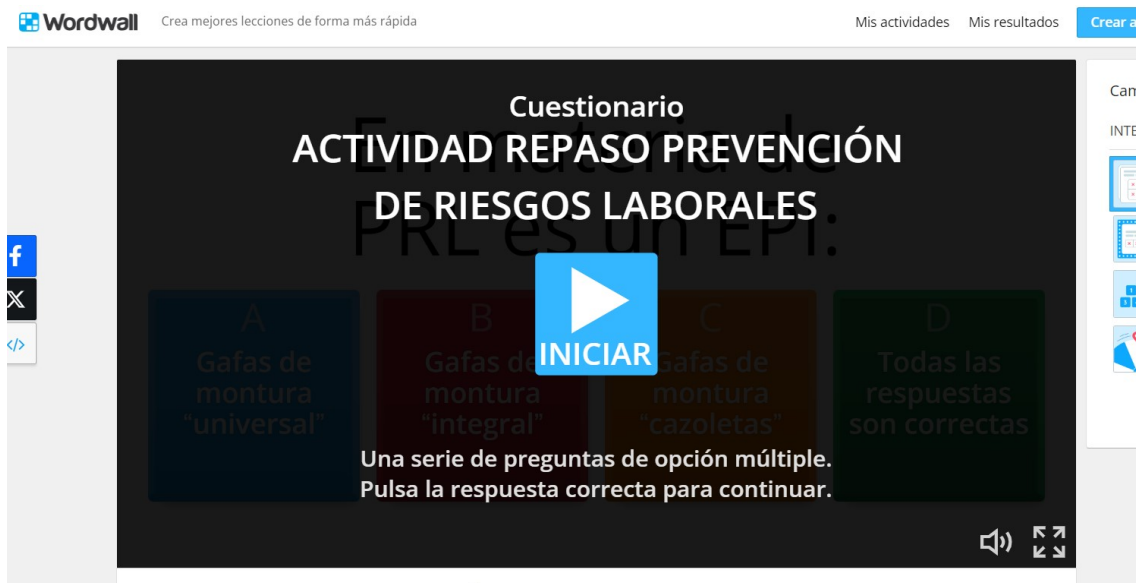 Wordwall
Crea mejores lecciones de forma más rápida
Mis actividades
Mis resultados
Crear a
Cuestionario
ACTIVIDAD REPASO PREVENCIÓN
DE RIESGOS LABORALES
En materia de
PRL es un EPI:
INICIAR
A
Gafas de
montura
“universal”
B
Gafas de
montura
“integral”
C
Gafas de
montura
“cazoletas”
D
Todas las
respuestas
son correctas
Una serie de preguntas de opción múltiple.
Pulsa la respuesta correcta para continuar.
Cam
INTE